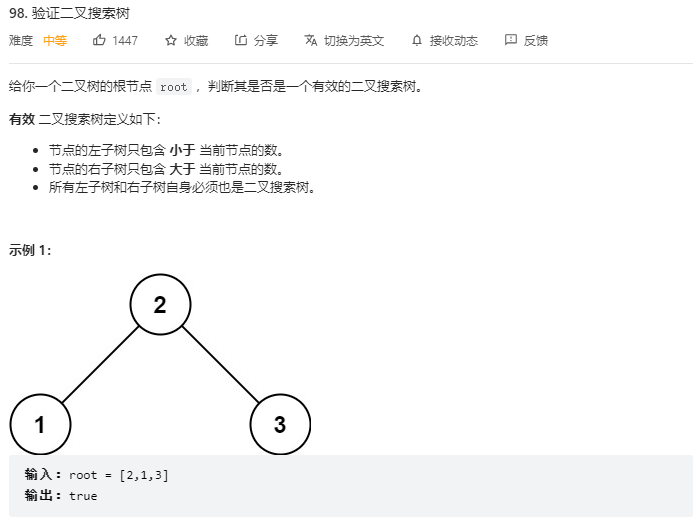 98. 验证二叉搜索树
难度 中等 1447 收藏 分享 切换为英文 接收动态 反馈
给你一个二叉树的根节点 root ，判断其是否是一个有效的二叉搜索树。
有效 二叉搜索树定义如下：
• 节点的左子树只包含 小于 当前节点的数。
• 节点的右子树只包含 大于 当前节点的数。
• 所有左子树和右子树自身必须也是二叉搜索树。
示例 1：
2
1 3
输入：root = [2,1,3]
输出：true